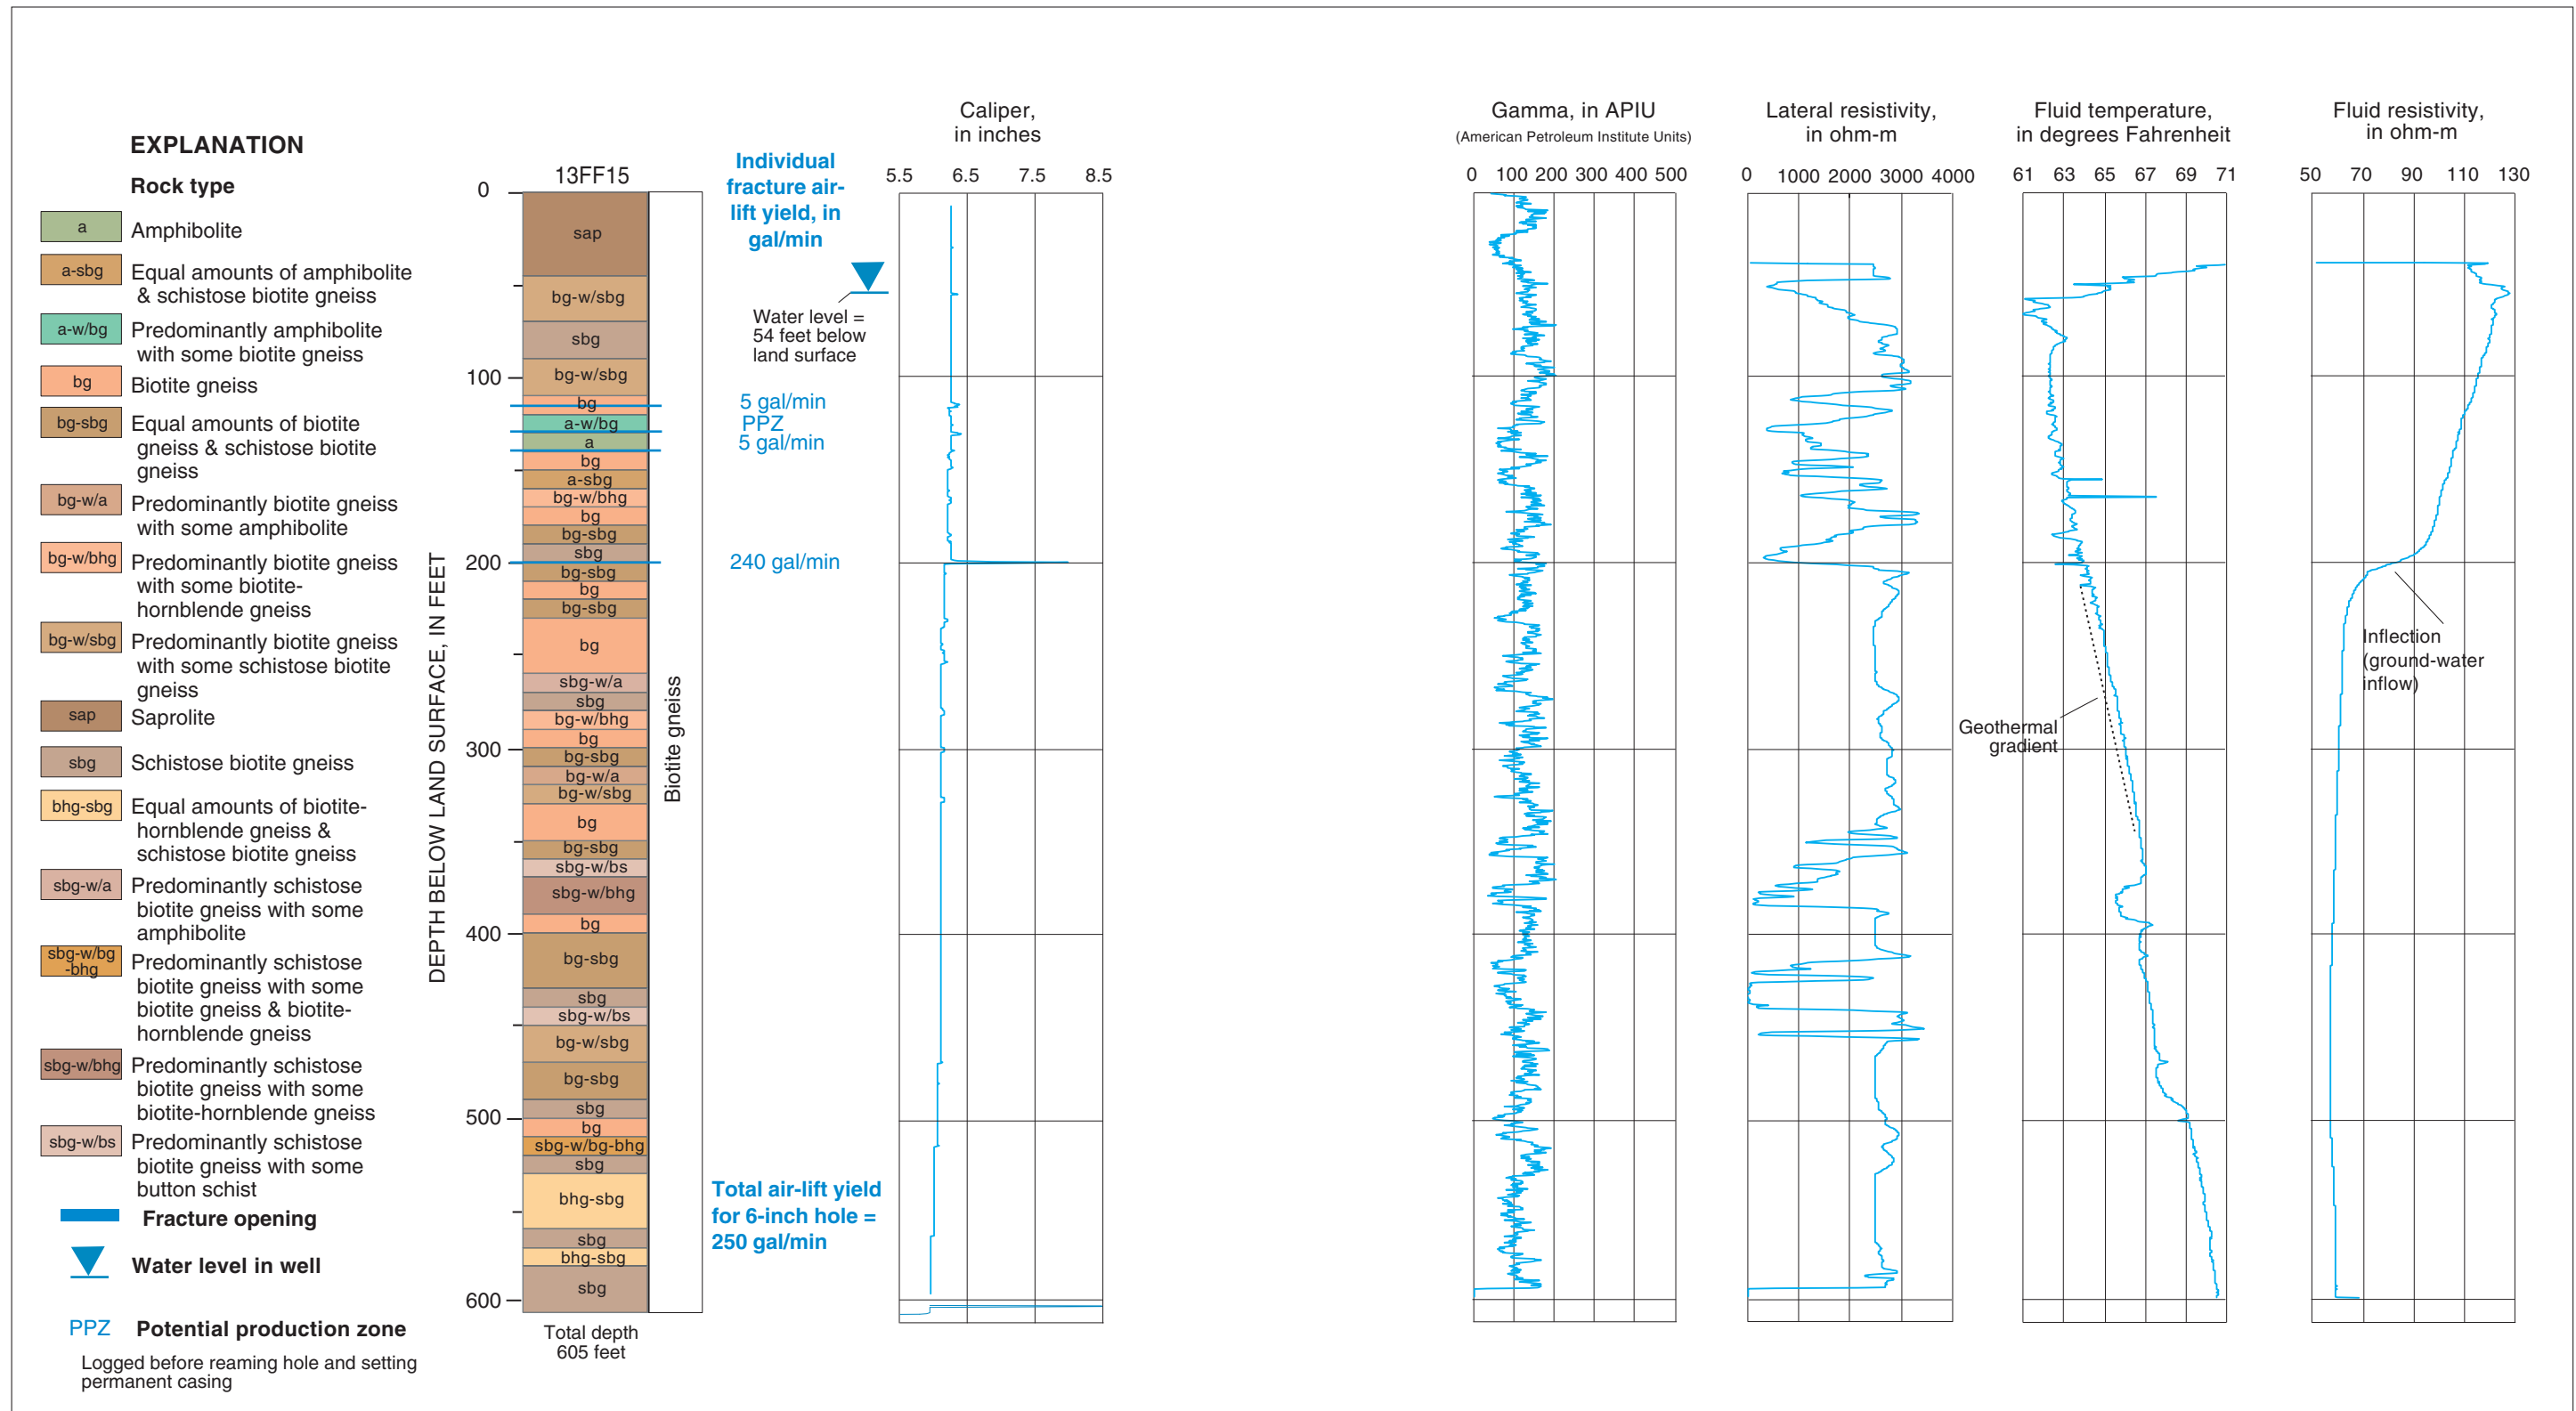 EXPLANATION
Rock type
a Amphibolite
a-sbg Equal amounts of amphibolite
& schistose biotite gneiss
a-w/bg Predominantly amphibolite
with some biotite gneiss
bg Biotite gneiss
bg-sbg Equal amounts of biotite
gneiss & schistose biotite
gneiss
bg-w/a Predominantly biotite gneiss
with some amphibolite
bg-w/bhg Predominantly biotite gneiss
with some biotite-
hornblende gneiss
bg-w/sbg Predominantly biotite gneiss
with some schistose biotite
gneiss
sap Saprolite
sbg Schistose biotite gneiss
bhg-sbg Equal amounts of biotite-
hornblende gneiss &
schistose biotite gneiss
sbg-w/a Predominantly schistose
biotite gneiss with some
amphibolite
sbg-w/bg
-bhg
Predominantly schistose
biotite gneiss with some
biotite gneiss & biotite-
hornblende gneiss
sbg-w/bhg Predominantly schistose
biotite gneiss with some
biotite-hornblende gneiss
sbg-w/bs Predominantly schistose
biotite gneiss with some
button schist
Fracture opening
Water level in well
PPZ Potential production zone
Logged before reaming hole and setting
permanent casing
DEPTH BELOW LAND SURFACE, IN FEET
0
100
200
300
400
500
600
13FF15
sap
bg-w/sbg
sbg
bg-w/sbg
bg
a-w/bg
a
bg
a-sbg
bg-w/bhg
bg
bg-sbg
sbg
bg-sbg
bg
bg-sbg
bg
sbg-w/a
sbg
bg-w/bhg
bg
bg-sbg
bg-w/a
bg-w/sbg
bg
bg-sbg
sbg-w/bs
sbg-w/bhg
bg
bg-sbg
sbg
sbg-w/bs
bg-w/sbg
bg-sbg
sbg
bg
sbg-w/bg-bhg
sbg
bhg-sbg
sbg
bhg-sbg
sbg
Total depth
605 feet
Biotite gneiss
Individual
fracture air-
lift yield, in
gal/min
Water level =
54 feet below
land surface
5 gal/min
PPZ
5 gal/min
240 gal/min
Total air-lift yield
for 6-inch hole =
250 gal/min
Caliper,
in inches
5.5 6.5 7.5 8.5
Gamma, in APIU
(American Petroleum Institute Units)
0 100 200 300 400 500
Lateral resistivity,
in ohm-m
0 1000 2000 3000 4000
Fluid temperature,
in degrees Fahrenheit
61 63 65 67 69 71
Geothermal
gradient
Fluid resistivity,
in ohm-m
50 70 90 110 130
Inflection
(ground-water
inflow)